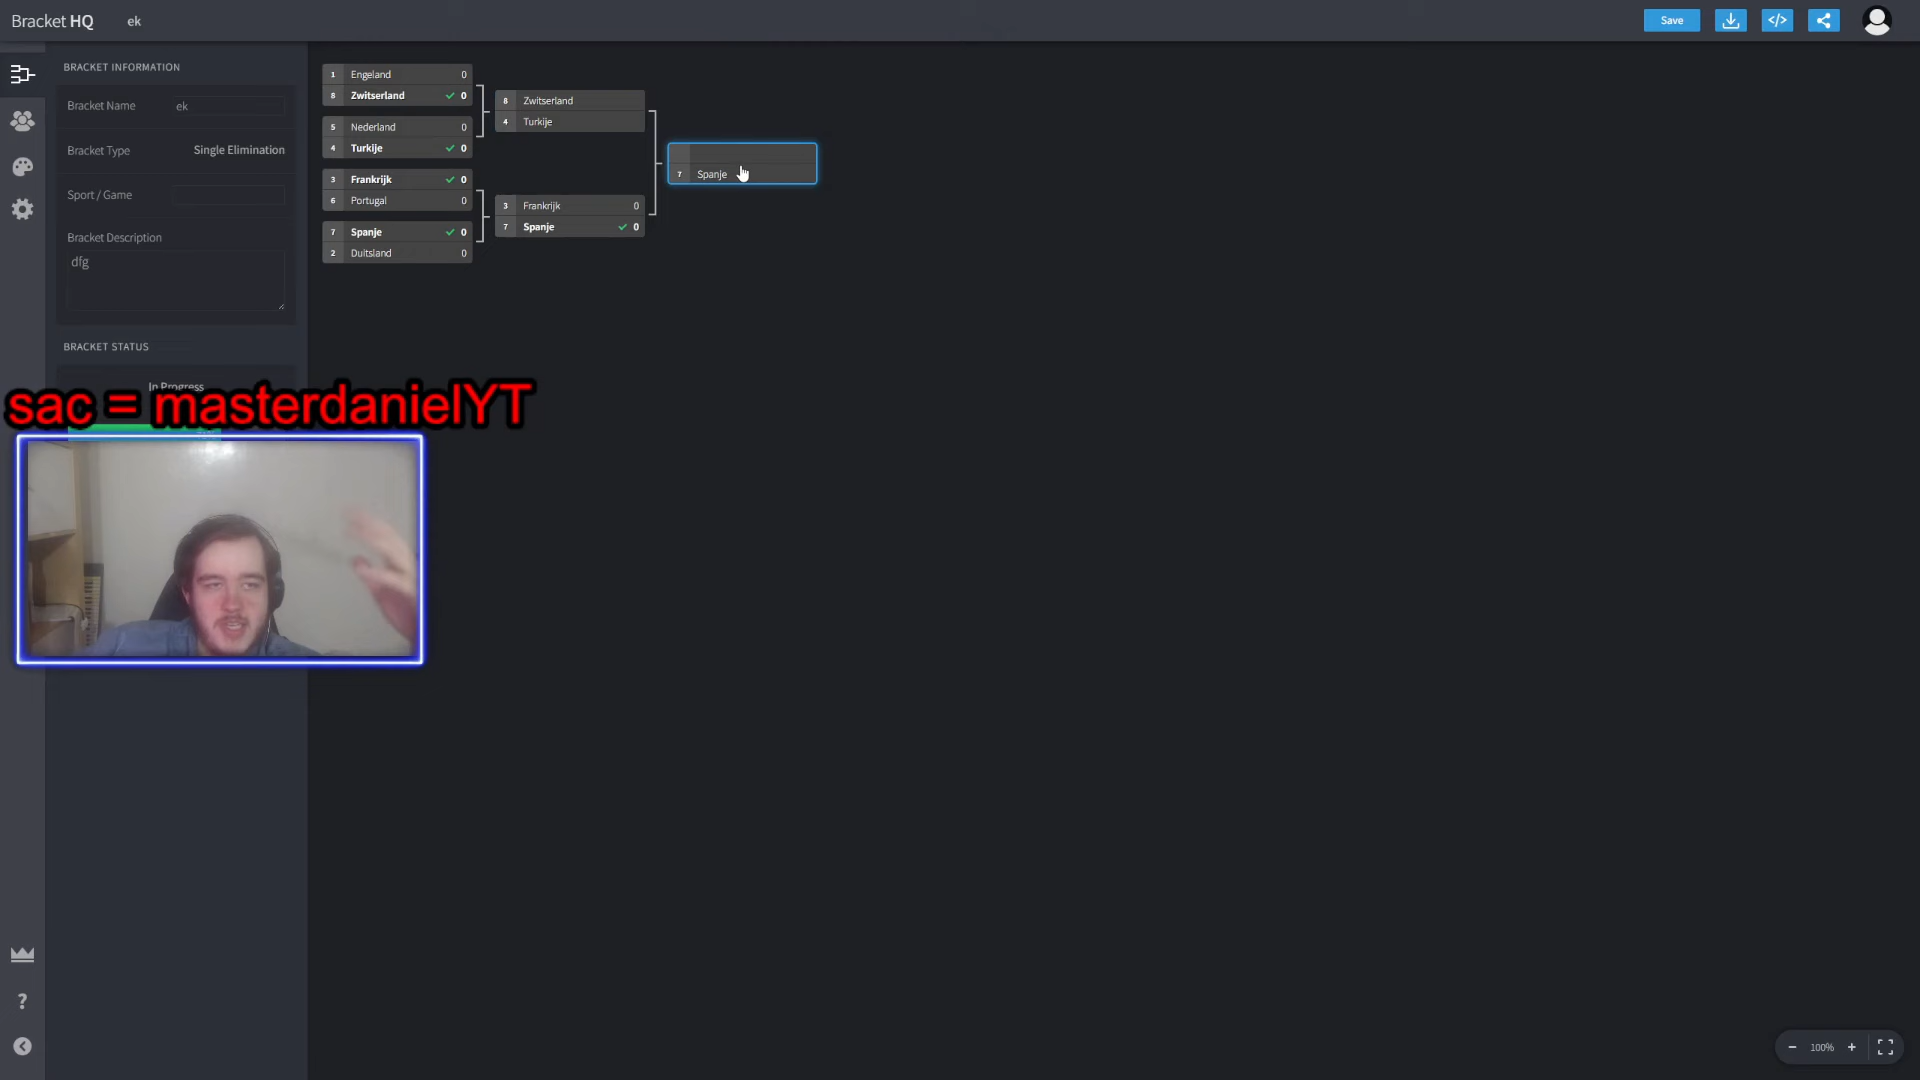 Bracket HQ ek
Save
BRACKET INFORMATION
Bracket Name ek
Bracket Type Single Elimination
Sport / Game
Bracket Description
dfg
BRACKET STATUS
In Progress
1 Engeland 0
8 Zwitserland 0
5 Nederland 0
4 Turkije 0
3 Frankrijk 0
6 Portugal 0
7 Spanje 0
2 Duitsland 0
8 Zwitserland
4 Turkije
3 Frankrijk 0
7 Spanje 0
7 Spanje
sac = masterdanielYT
?
100%